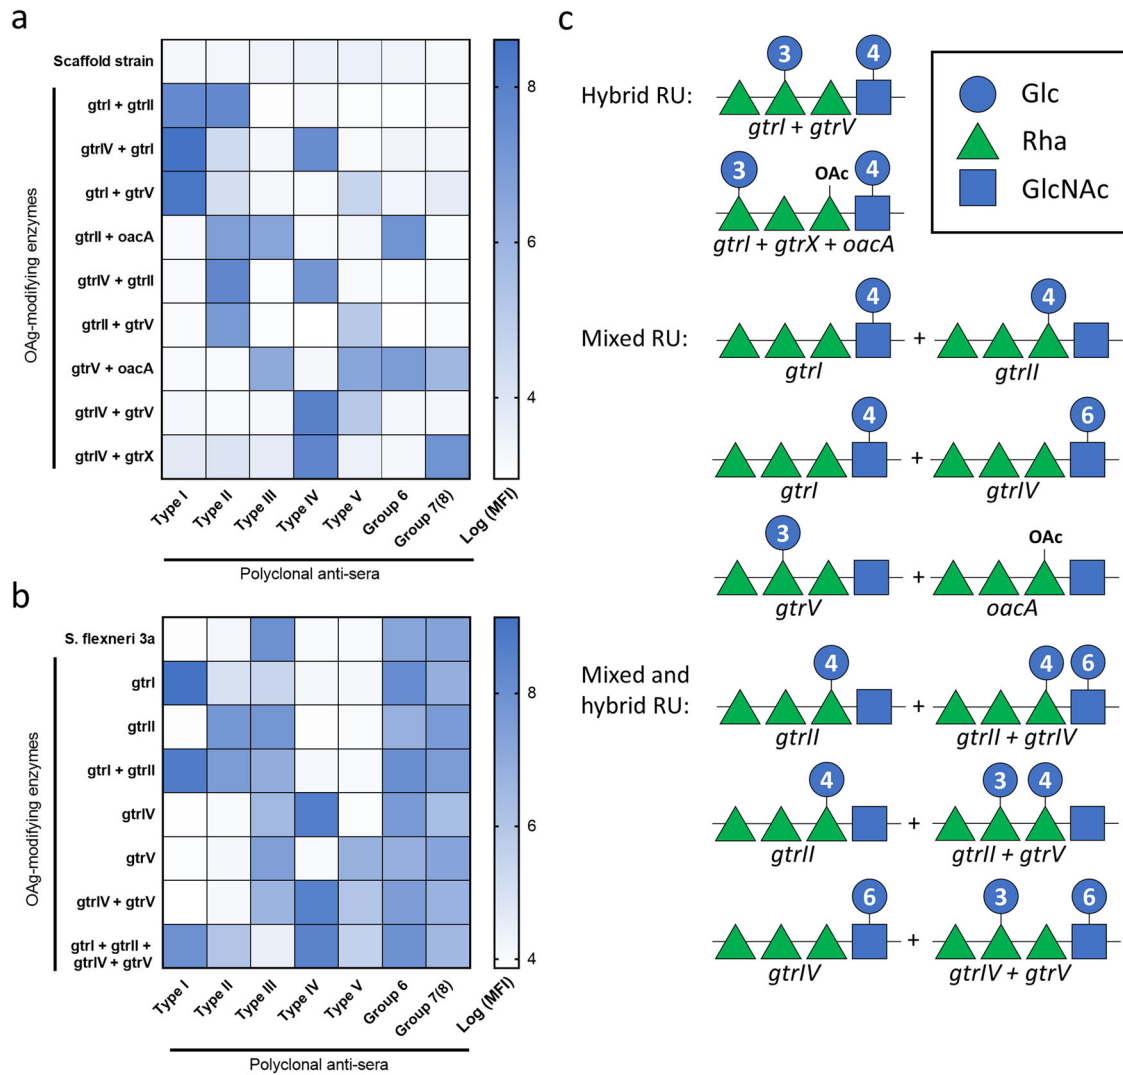 a
Scaffold strain
gtrI + gtrII
gtrIV + gtrI
gtrI + gtrV
gtrII + oacA
gtrIV + gtrII
gtrII + gtrV
gtrV + oacA
gtrIV + gtrV
gtrIV + gtrX
OAg-modifying enzymes
8
6
4
Type I
Type II
Type III
Type IV
Type V
Group 6
Group 7(8)
Log (MFI)
Polyclonal anti-sera
b
S. flexneri 3a
gtrI
gtrII
gtrI + gtrII
gtrIV
gtrV
gtrIV + gtrV
gtrI + gtrII +
gtrIV + gtrV
OAg-modifying enzymes
8
6
4
Type I
Type II
Type III
Type IV
Type V
Group 6
Group 7(8)
Log (MFI)
Polyclonal anti-sera
c
Glc
Rha
GlcNAc
Hybrid RU:
3 4
gtrI + gtrV
3 OAc 4
gtrI + gtrX + oacA
Mixed RU:
4 + 4
gtrI gtrII
4 + 6
gtrI gtrIV
3 + OAc
gtrV oacA
Mixed and
hybrid RU:
4 + 4 6
gtrII gtrII + gtrIV
4 + 3 4
gtrII gtrII + gtrV
6 + 3 6
gtrIV gtrIV + gtrV